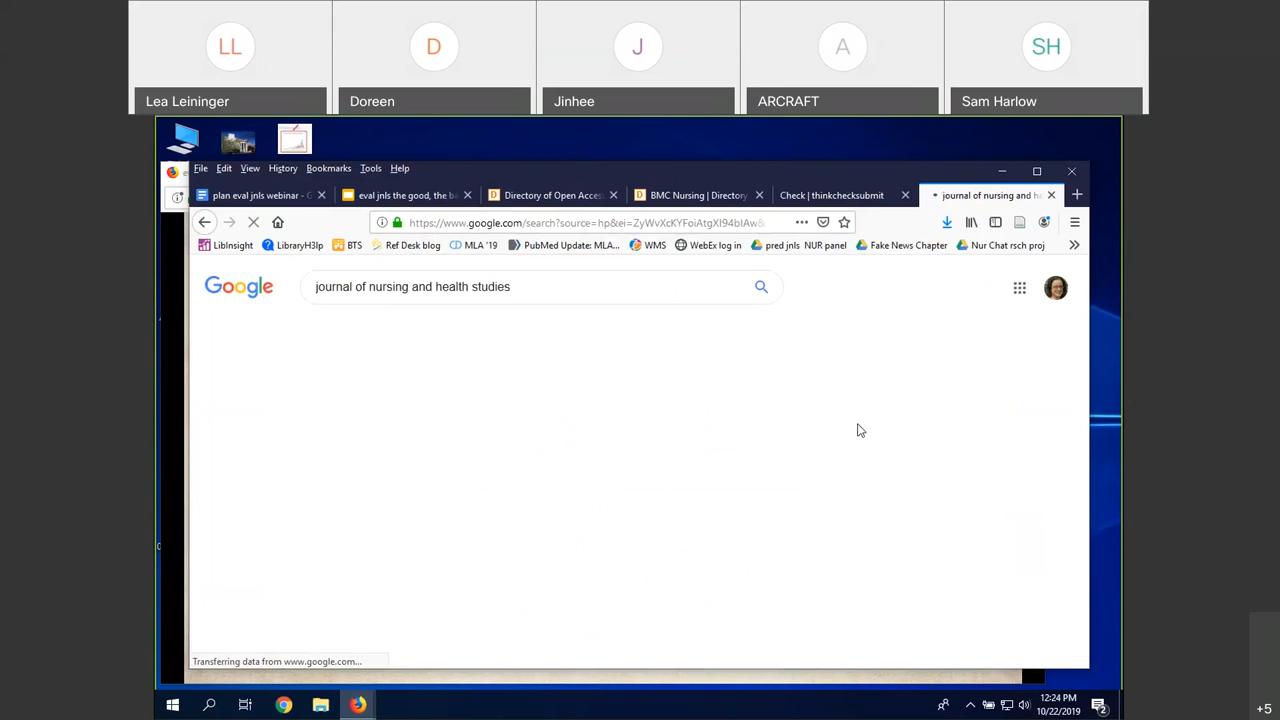 LL
D
J
A
SH
Lea Leininger
Doreen
Jinhee
ARCRAFT
Sam Harlow
File Edit View History Bookmarks Tools Help
plan eval jnls webinar - G
eval jnls the good, the ba
Directory of Open Acces
BMC Nursing | Directory
Check | thinkchecksubmit
journal of nursing and he
https://www.google.com/search?source=hp&ei=
LibInsight
LibraryH3lp
BTS
Ref Desk blog
MLA '19
PubMed Update: MLA...
WMS
WebEx log in
pred jnls NUR panel
Fake News Chapter
Nur Chat rsch proj
Google
journal of nursing and health studies
Transferring data from www.google.com...
12:24 PM
10/22/2019
2
+5